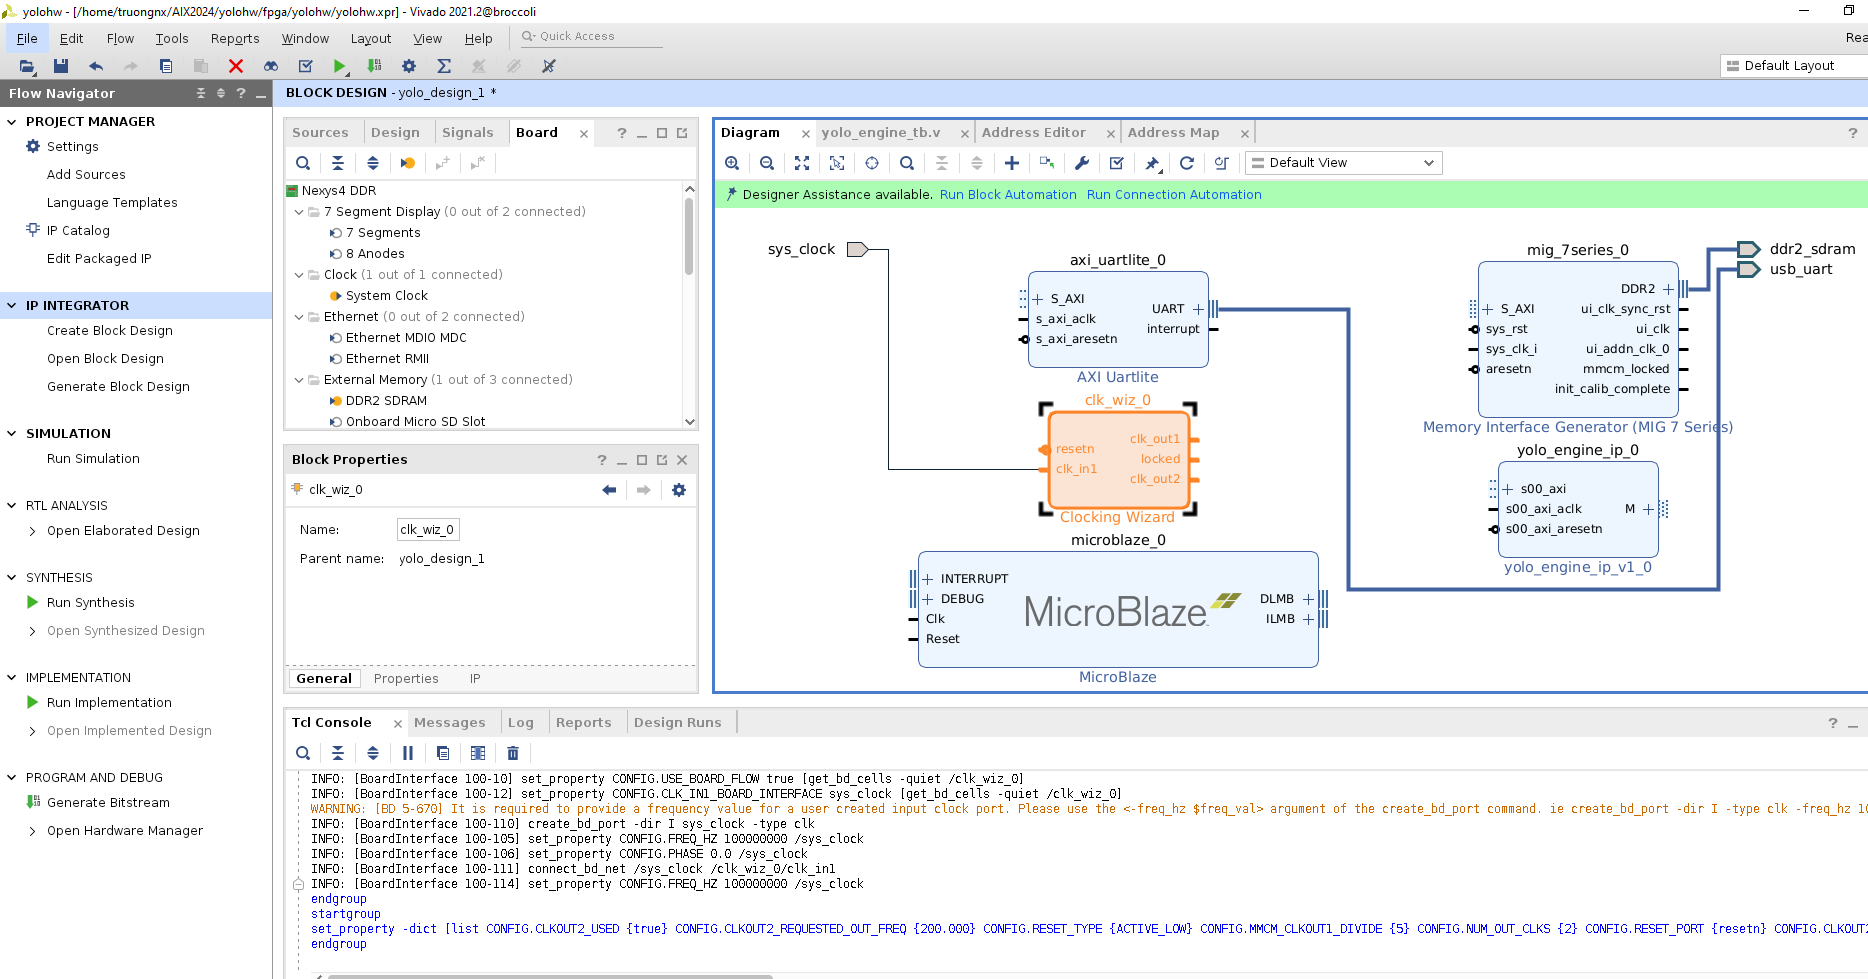 yolohw - [/home/truongnx/AIX2024/yolohw/fpga/yolohw/yolohw.xpr] - Vivado 2021.2@broccoli
File Edit Flow Tools Reports Window Layout View Help Quick Access
Rea
Default Layout
Flow Navigator
PROJECT MANAGER
Settings
Add Sources
Language Templates
IP Catalog
Edit Packaged IP
IP INTEGRATOR
Create Block Design
Open Block Design
Generate Block Design
SIMULATION
Run Simulation
RTL ANALYSIS
Open Elaborated Design
SYNTHESIS
Run Synthesis
Open Synthesized Design
IMPLEMENTATION
Run Implementation
Open Implemented Design
PROGRAM AND DEBUG
Generate Bitstream
Open Hardware Manager
BLOCK DESIGN - yolo_design_1 *
Sources Design Signals Board
Nexys4 DDR
7 Segment Display (0 out of 2 connected)
7 Segments
8 Anodes
Clock (1 out of 1 connected)
System Clock
Ethernet (0 out of 2 connected)
Ethernet MDIO MDC
Ethernet RMII
External Memory (1 out of 3 connected)
DDR2 SDRAM
Onboard Micro SD Slot
Block Properties
clk_wiz_0
Name: clk_wiz_0
Parent name: yolo_design_1
General Properties IP
Diagram yolo_engine_tb.v Address Editor Address Map
Default View
Designer Assistance available. Run Block Automation Run Connection Automation
sys_clock
axi_uartlite_0
S_AXI
s_axi_aclk
s_axi_aresetn
UART
interrupt
AXI Uartlite
clk_wiz_0
resetn
clk_in1
clk_out1
locked
clk_out2
Clocking Wizard
microblaze_0
INTERRUPT
DEBUG
Clk
Reset
MicroBlaze
DLMB
ILMB
MicroBlaze
mig_7series_0
S_AXI
sys_rst
sys_clk_i
aresetn
DDR2
ui_clk_sync_rst
ui_clk
ui_addn_clk_0
mmcm_locked
init_calib_complete
Memory Interface Generator (MIG 7 Series)
ddr2_sdram
usb_uart
yolo_engine_ip_0
s00_axi
s00_axi_aclk
s00_axi_aresetn
M
yolo_engine_ip_v1_0
Tcl Console Messages Log Reports Design Runs
INFO: [BoardInterface 100-10] set_property CONFIG.USE_BOARD_FLOW true [get_bd_cells -quiet /clk_wiz_0]
INFO: [BoardInterface 100-12] set_property CONFIG.CLK_IN1_BOARD_INTERFACE sys_clock [get_bd_cells -quiet /clk_wiz_0]
WARNING: [BD 5-670] It is required to provide a frequency value for a user created input clock port. Please use the <-freq_hz $freq_val> argument of the create_bd_port command. ie create_bd_port -dir I -type clk -freq_hz 10
INFO: [BoardInterface 100-110] create_bd_port -dir I sys_clock -type clk
INFO: [BoardInterface 100-105] set_property CONFIG.FREQ_HZ 100000000 /sys_clock
INFO: [BoardInterface 100-106] set_property CONFIG.PHASE 0.0 /sys_clock
INFO: [BoardInterface 100-111] connect_bd_net /sys_clock /clk_wiz_0/clk_in1
INFO: [BoardInterface 100-114] set_property CONFIG.FREQ_HZ 100000000 /sys_clock
endgroup
startgroup
set_property -dict [list CONFIG.CLKOUT2_USED {true} CONFIG.CLKOUT2_REQUESTED_OUT_FREQ {200.000} CONFIG.RESET_TYPE {ACTIVE_LOW} CONFIG.MMCM_CLKOUT1_DIVIDE {5} CONFIG.NUM_OUT_CLKS {2} CONFIG.RESET_PORT {resetn} CONFIG.CLKOUT2
endgroup